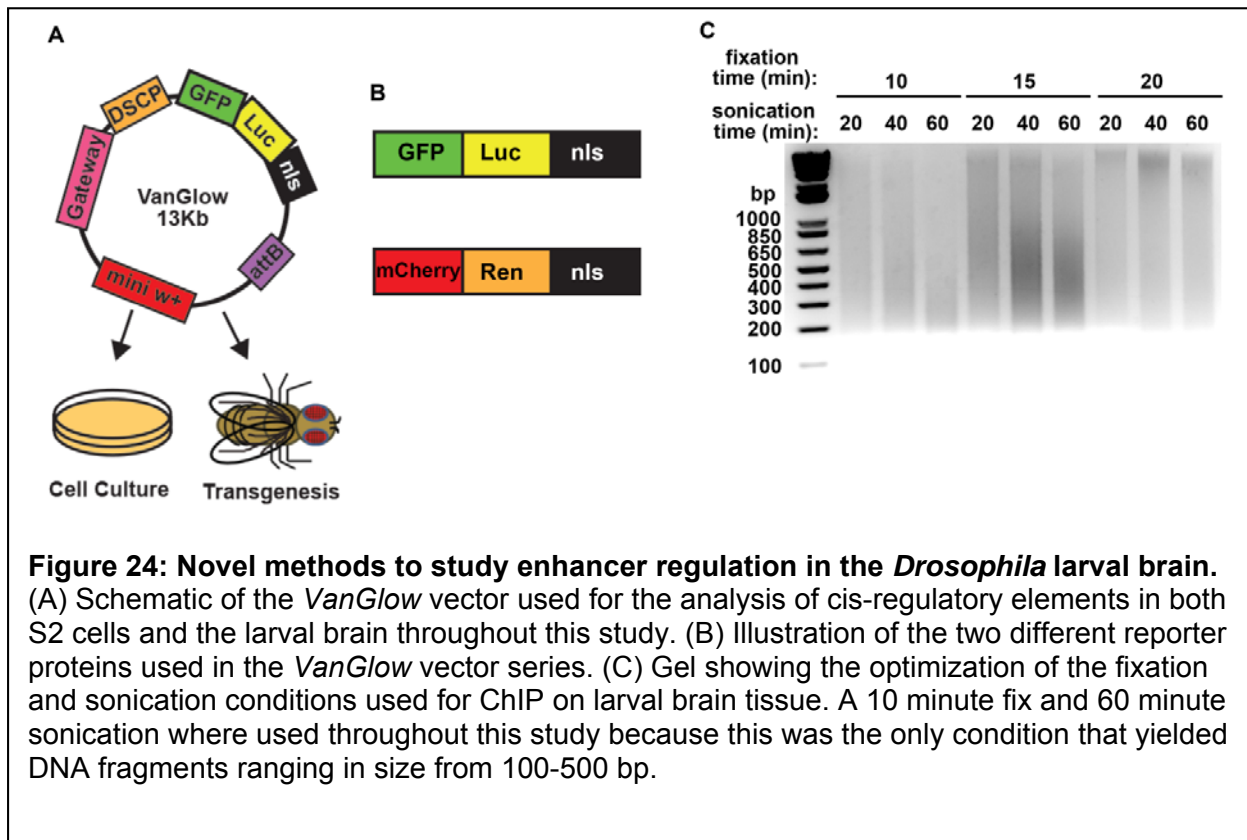 A
DSCP
GFP
Luc
nls
Gateway
VanGlow
13Kb
attB
mini w+
Cell Culture
Transgenesis
B
GFP Luc nls
mCherry Ren nls
C
fixation
time (min):
10 15 20
sonication
time (min):
20 40 60 20 40 60 20 40 60
bp
1000
850
650
500
400
300
200
100
Figure 24: Novel methods to study enhancer regulation in the Drosophila larval brain.
(A) Schematic of the VanGlow vector used for the analysis of cis-regulatory elements in both
S2 cells and the larval brain throughout this study. (B) Illustration of the two different reporter
proteins used in the VanGlow vector series. (C) Gel showing the optimization of the fixation
and sonication conditions used for ChIP on larval brain tissue. A 10 minute fix and 60 minute
sonication where used throughout this study because this was the only condition that yielded
DNA fragments ranging in size from 100-500 bp.